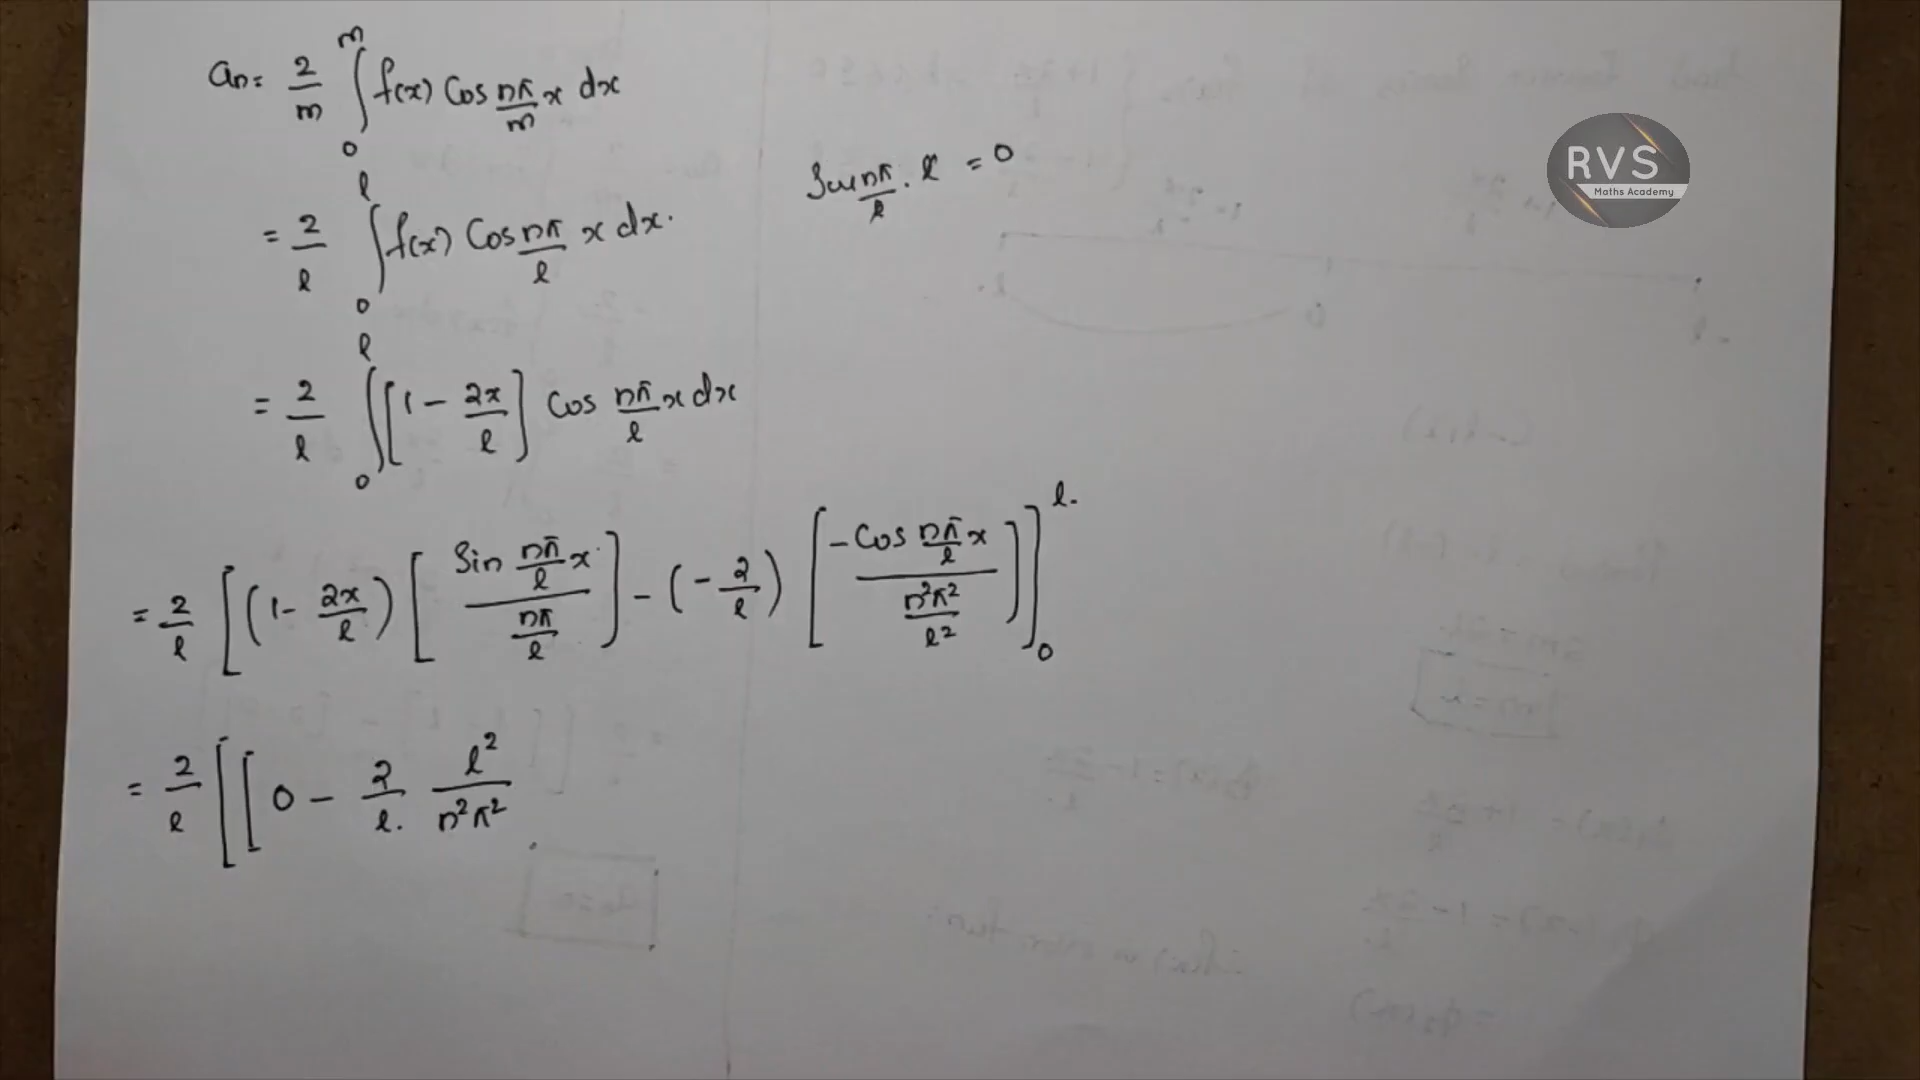 an = 2/m ∫₀^m f(x) Cos nπ/m x dx
= 2/l ∫₀^l f(x) Cos nπ/l x dx.
Sin nπ/l . l = 0
= 2/l ∫₀^l [1 - 2x/l] Cos nπ/l x dx
= 2/l [(1 - 2x/l) [Sin nπ/l x / nπ/l] - (-2/l) [-Cos nπ/l x / n²π²/l²]]₀^l.
= 2/l [[0 - 2/l. l²/n²π²
RVS
Maths Academy